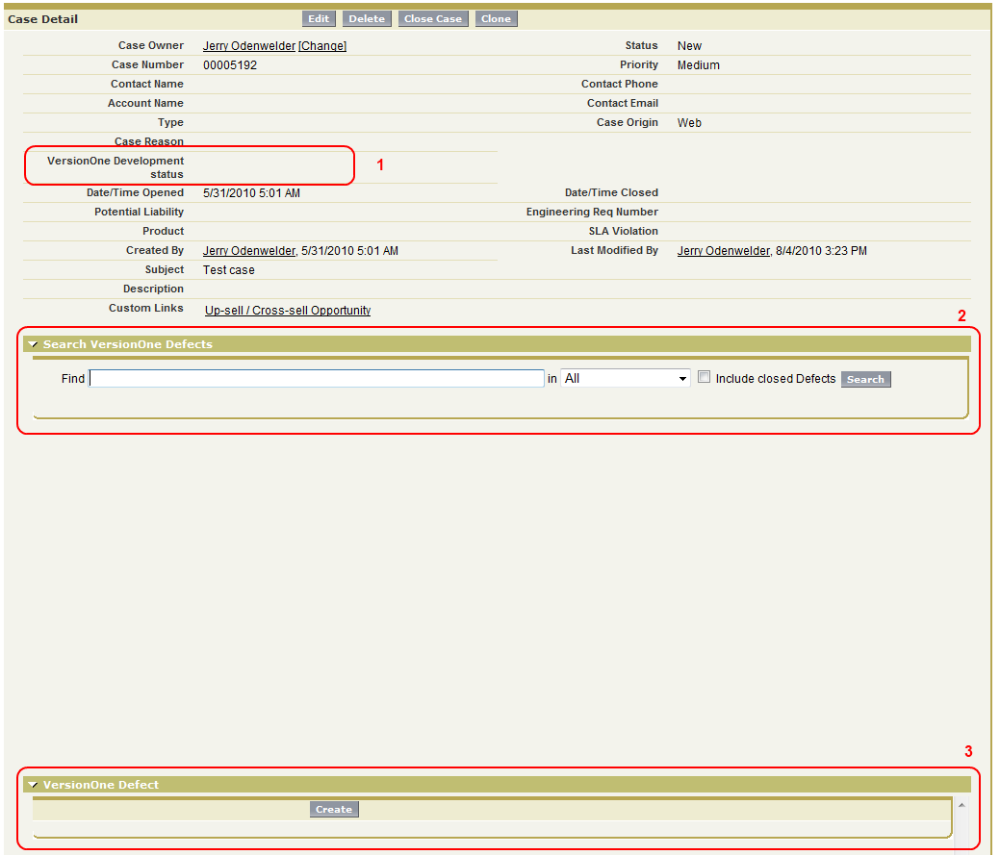 Case Detail Edit Delete Close Case Clone
Case Owner Jerry Odenwelder [Change] Status New
Case Number 00005192 Priority Medium
Contact Name Contact Phone
Account Name Contact Email
Type Case Origin Web
Case Reason
VersionOne Development
status
1
Date/Time Opened 5/31/2010 5:01 AM Date/Time Closed
Potential Liability Engineering Req Number
Product SLA Violation
Created By Jerry Odenwelder, 5/31/2010 5:01 AM Last Modified By Jerry Odenwelder, 8/4/2010 3:23 PM
Subject Test case
Description
Custom Links Up-sell / Cross-sell Opportunity
2
Search VersionOne Defects
Find in All Include closed Defects Search
3
VersionOne Defect
Create